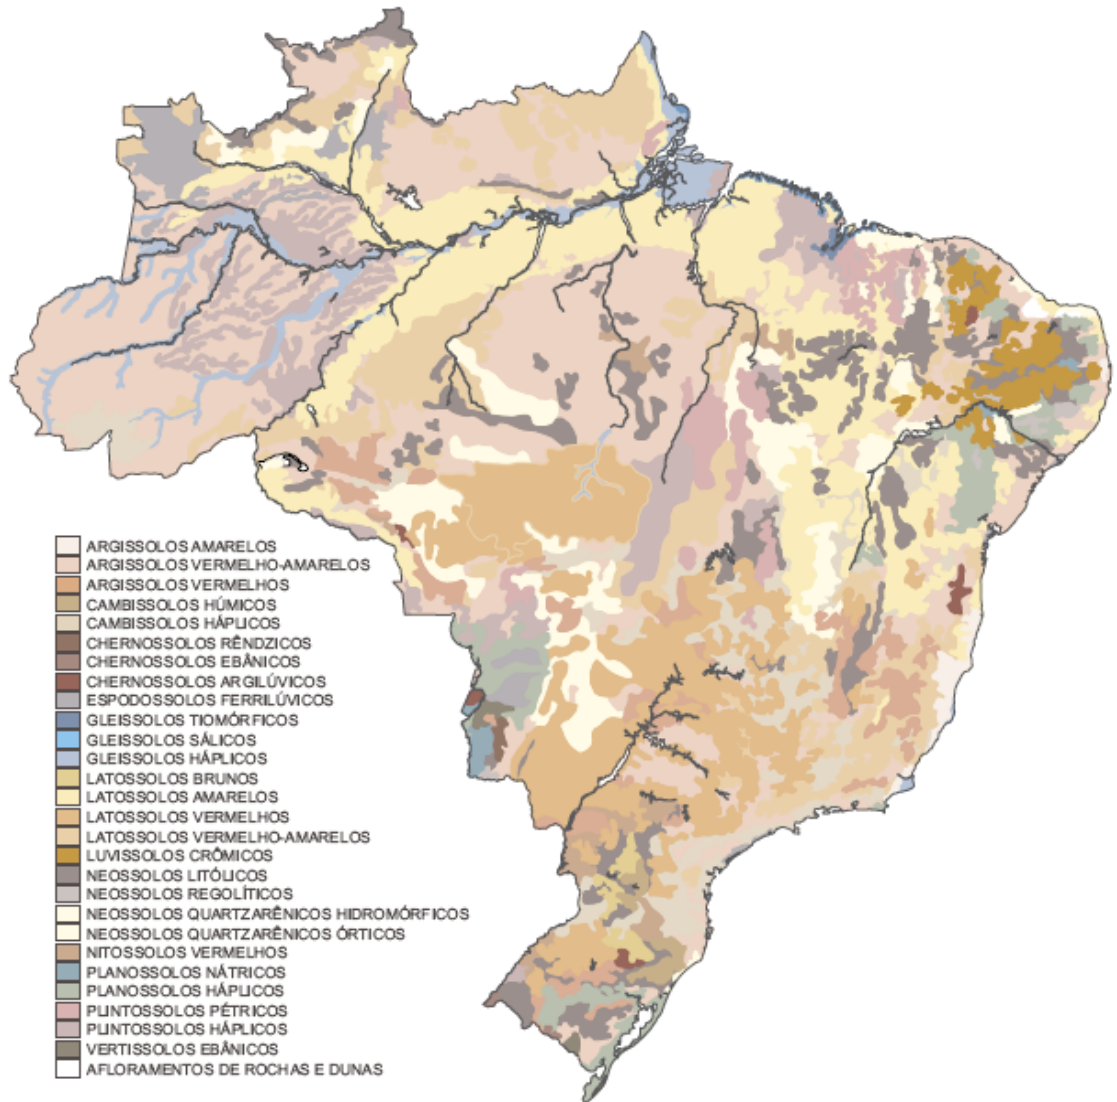 ARGISSOLOS AMARELOS
ARGISSOLOS VERMELHO-AMARELOS
ARGISSOLOS VERMELHOS
CAMBISSOLOS HÚMICOS
CAMBISSOLOS HÁPLICOS
CHERNOSSOLOS RÊNDZICOS
CHERNOSSOLOS EBÂNICOS
CHERNOSSOLOS ARGILÚVICOS
ESPODOSSOLOS FERRILÚVICOS
GLEISSOLOS TIOMÓRFICOS
GLEISSOLOS SÁLICOS
GLEISSOLOS HÁPLICOS
LATOSSOLOS BRUNOS
LATOSSOLOS AMARELOS
LATOSSOLOS VERMELHOS
LATOSSOLOS VERMELHO-AMARELOS
LUVISSOLOS CRÔMICOS
NEOSSOLOS LITÓLICOS
NEOSSOLOS REGOLÍTICOS
NEOSSOLOS QUARTZARÊNICOS HIDROMÓRFICOS
NEOSSOLOS QUARTZARÊNICOS ÓRTICOS
NITOSSOLOS VERMELHOS
PLANOSSOLOS NÁTRICOS
PLANOSSOLOS HÁPLICOS
PLINTOSSOLOS PÉTRICOS
PLINTOSSOLOS HÁPLICOS
VERTISSOLOS EBÂNICOS
AFLORAMENTOS DE ROCHAS E DUNAS